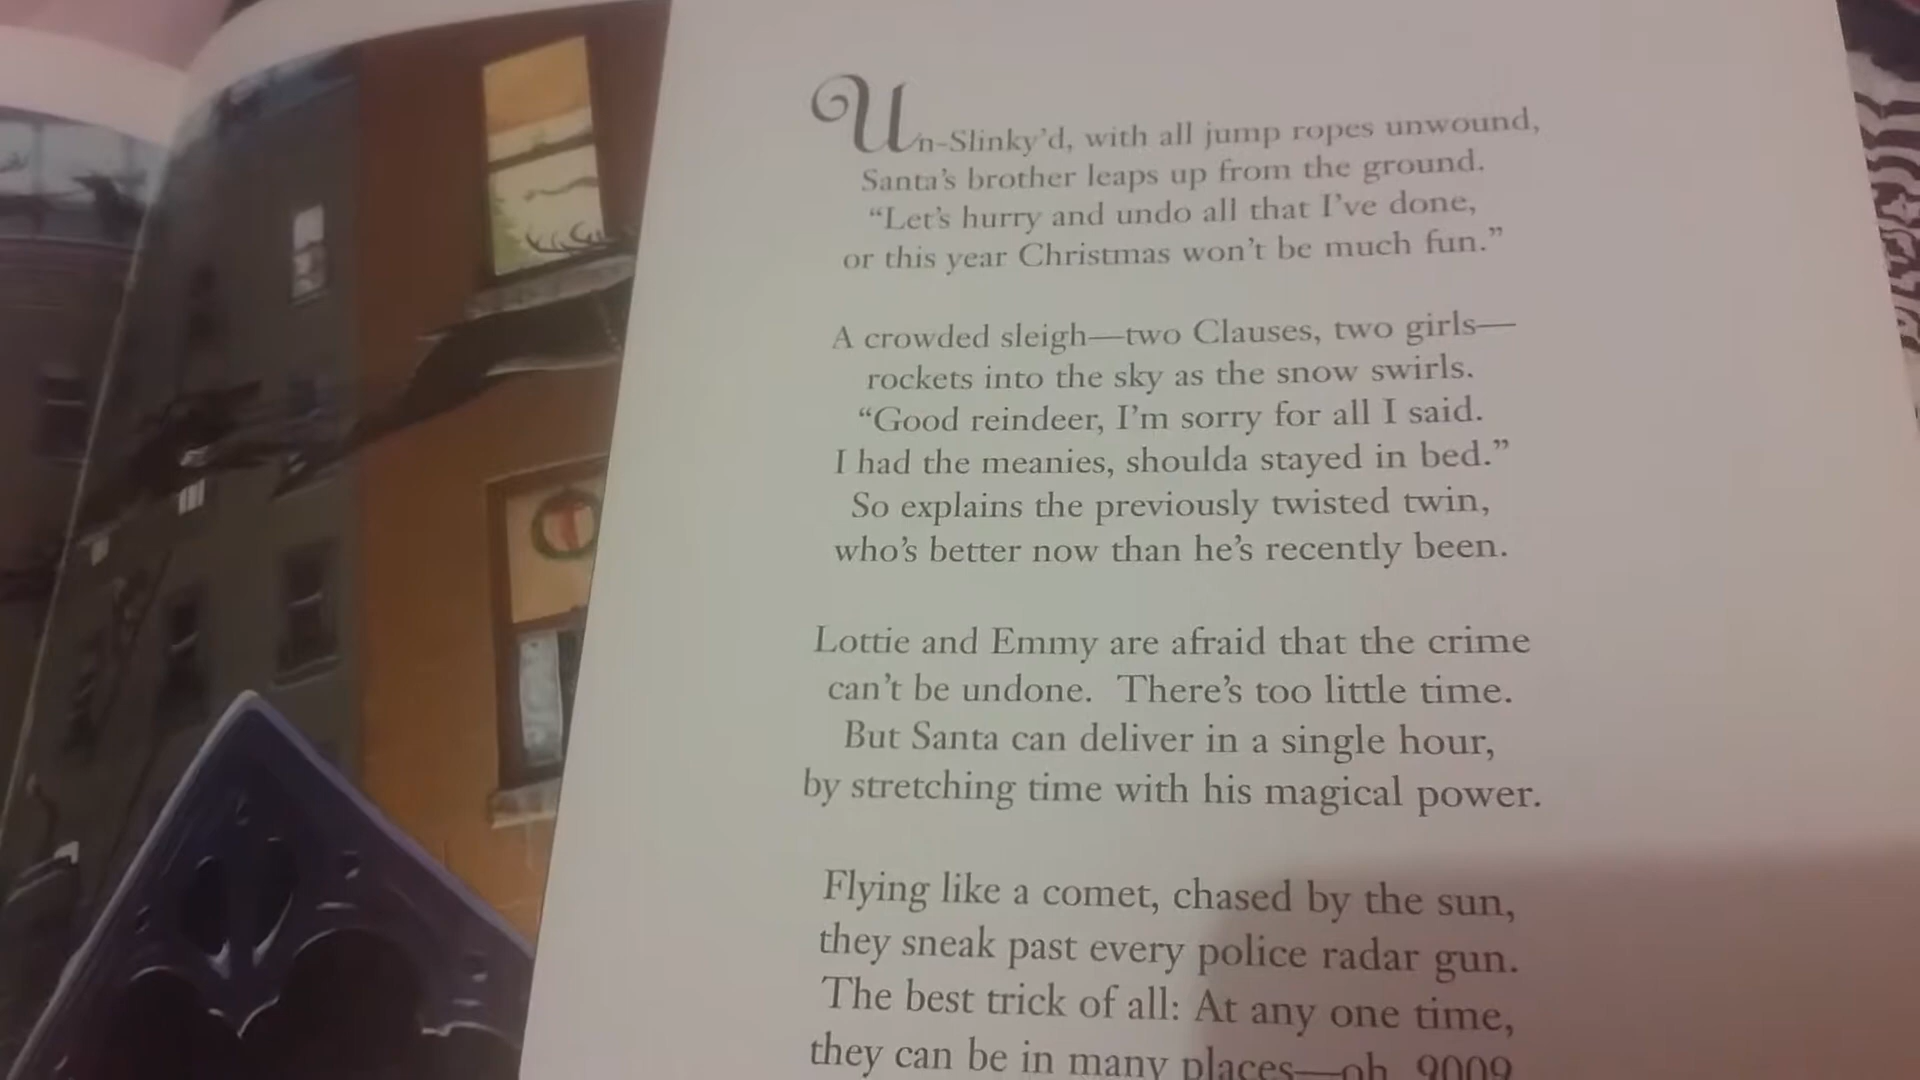 Un-Slinky’d, with all jump ropes unwound,
Santa’s brother leaps up from the ground.
“Let’s hurry and undo all that I’ve done,
or this year Christmas won’t be much fun.”
A crowded sleigh—two Clauses, two girls—
rockets into the sky as the snow swirls.
“Good reindeer, I’m sorry for all I said.
I had the meanies, shoulda stayed in bed.”
So explains the previously twisted twin,
who’s better now than he’s recently been.
Lottie and Emmy are afraid that the crime
can’t be undone. There’s too little time.
But Santa can deliver in a single hour,
by stretching time with his magical power.
Flying like a comet, chased by the sun,
they sneak past every police radar gun.
The best trick of all: At any one time,
they can be in many places—oh, 9009